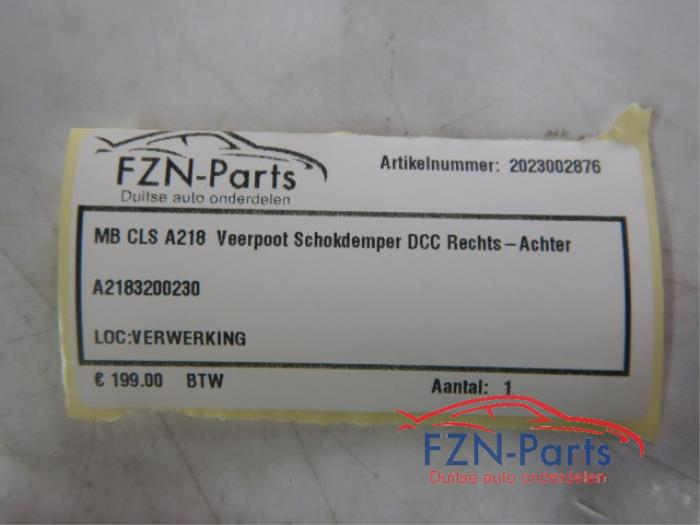 FZN-Parts
Duitse auto onderdelen
Artikelnummer: 2023002876
MB CLS A218 Veerpoot Schokdemper DCC Rechts-Achter
A2183200230
LOC:VERWERKING
€ 199.00 BTW
Aantal: 1
FZN-Parts
Duitse auto onderdelen